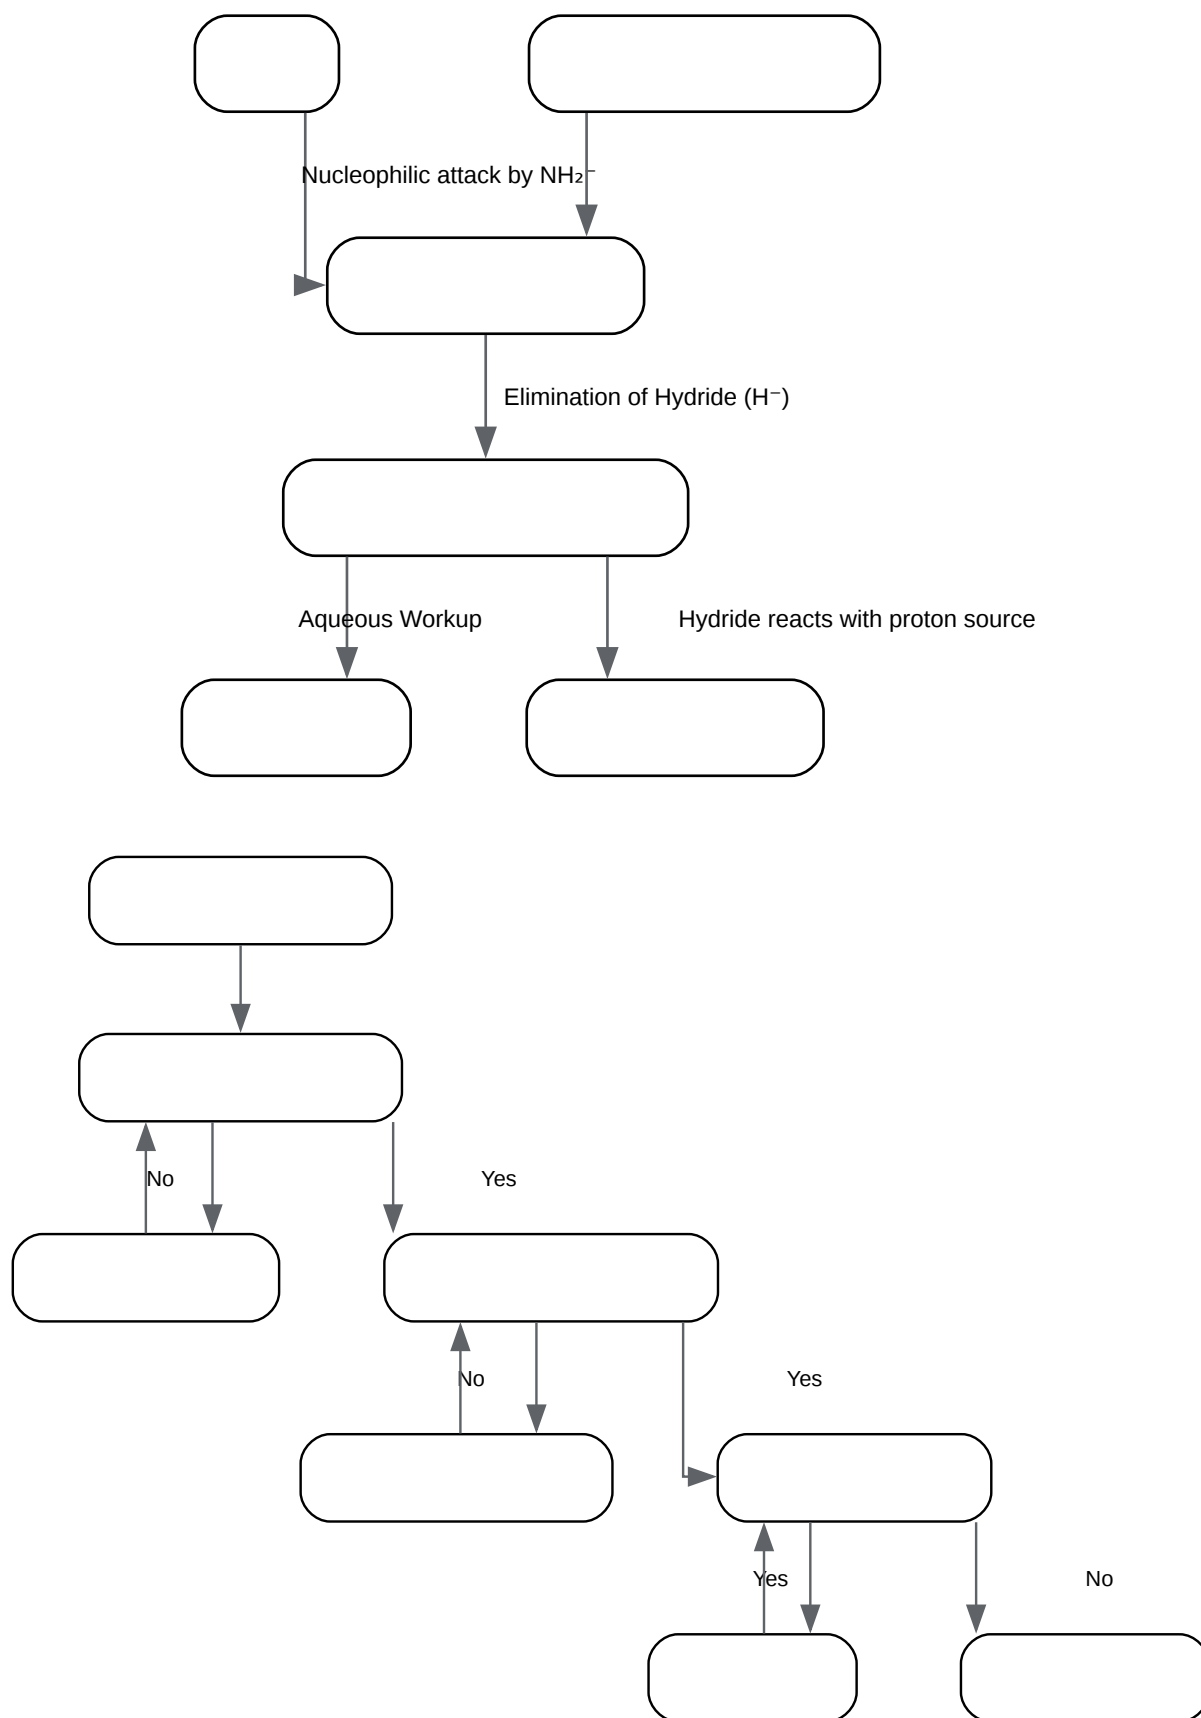 Nucleophilic attack by NH₂⁻
Elimination of Hydride (H⁻)
Aqueous Workup
Hydride reacts with proton source
No
Yes
No
Yes
Yes
No